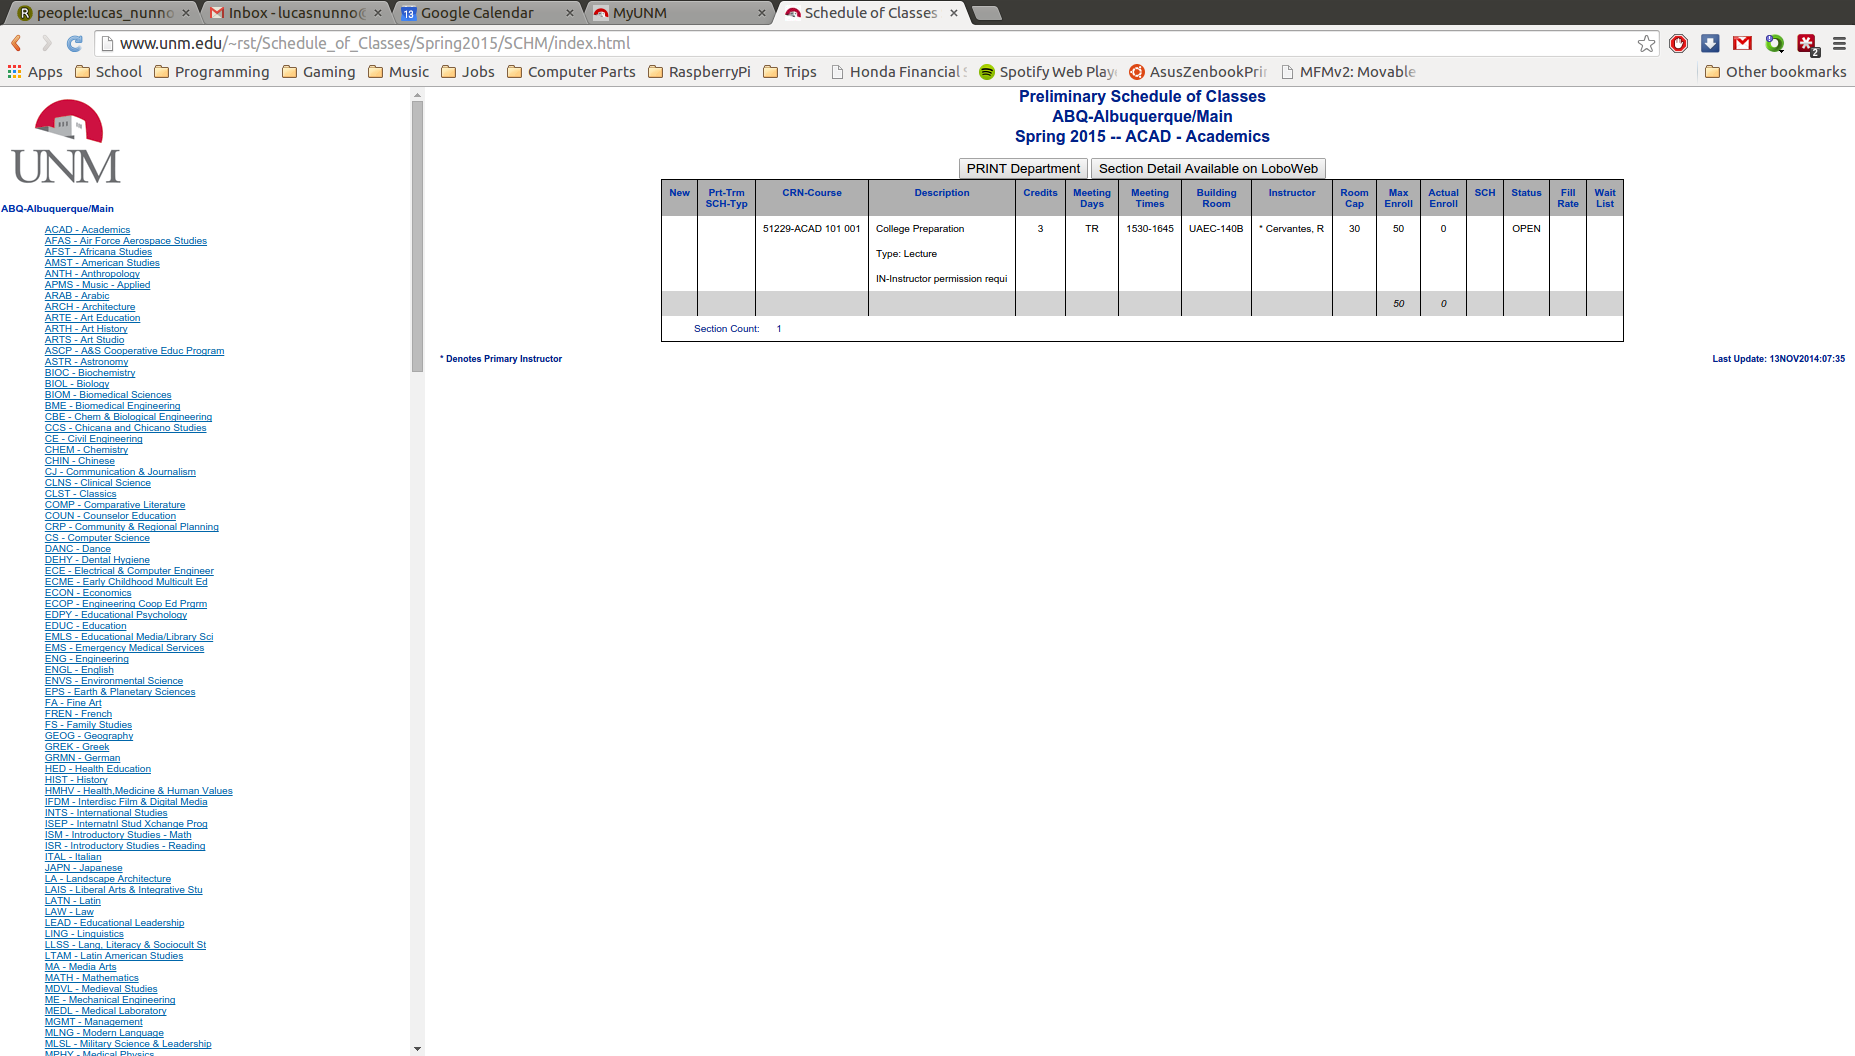 people:lucas_nunno
Inbox - lucasnunno@
13 Google Calendar
MyUNM
Schedule of Classes
www.unm.edu/~rst/Schedule_of_Classes/Spring2015/SCHM/index.html
2
Apps School Programming Gaming Music Jobs Computer Parts RaspberryPi Trips Honda Financial Spotify Web Play AsusZenbookPri MFMv2: Movable Other bookmarks
UNM
ABQ-Albuquerque/Main
ACAD - Academics
AFAS - Air Force Aerospace Studies
AFST - Africana Studies
AMST - American Studies
ANTH - Anthropology
APMS - Music - Applied
ARAB - Arabic
ARCH - Architecture
ARTE - Art Education
ARTH - Art History
ARTS - Art Studio
ASCP - A&S Cooperative Educ Program
ASTR - Astronomy
BIOC - Biochemistry
BIOL - Biology
BIOM - Biomedical Sciences
BME - Biomedical Engineering
CBE - Chem & Biological Engineering
CCS - Chicana and Chicano Studies
CE - Civil Engineering
CHEM - Chemistry
CHIN - Chinese
CJ - Communication & Journalism
CLNS - Clinical Science
CLST - Classics
COMP - Comparative Literature
COUN - Counselor Education
CRP - Community & Regional Planning
CS - Computer Science
DANC - Dance
DEHY - Dental Hygiene
ECE - Electrical & Computer Engineer
ECME - Early Childhood Multicult Ed
ECON - Economics
ECOP - Engineering Coop Ed Prgrm
EDPY - Educational Psychology
EDUC - Education
EMLS - Educational Media/Library Sci
EMS - Emergency Medical Services
ENG - Engineering
ENGL - English
ENVS - Environmental Science
EPS - Earth & Planetary Sciences
FA - Fine Art
FREN - French
FS - Family Studies
GEOG - Geography
GREK - Greek
GRMN - German
HED - Health Education
HIST - History
HMHV - Health,Medicine & Human Values
IFDM - Interdisc Film & Digital Media
INTS - International Studies
ISEP - Internatnl Stud Xchange Prog
ISM - Introductory Studies - Math
ISR - Introductory Studies - Reading
ITAL - Italian
JAPN - Japanese
LA - Landscape Architecture
LAIS - Liberal Arts & Integrative Stu
LATN - Latin
LAW - Law
LEAD - Educational Leadership
LING - Linguistics
LLSS - Lang, Literacy & Sociocult St
LTAM - Latin American Studies
MA - Media Arts
MATH - Mathematics
MDVL - Medieval Studies
ME - Mechanical Engineering
MEDL - Medical Laboratory
MGMT - Management
MLNG - Modern Language
MLSL - Military Science & Leadership
MPHY - Medical Physics
Preliminary Schedule of Classes
ABQ-Albuquerque/Main
Spring 2015 -- ACAD - Academics
PRINT Department Section Detail Available on LoboWeb
New Prt-Trm SCH-Typ CRN-Course Description Credits Meeting Days Meeting Times Building Room Instructor Room Cap Max Enroll Actual Enroll SCH Status Fill Rate Wait List
51229-ACAD 101 001 College Preparation 3 TR 1530-1645 UAEC-140B * Cervantes, R 30 50 0 OPEN
Type: Lecture
IN-Instructor permission requi
50 0
Section Count: 1
* Denotes Primary Instructor
Last Update: 13NOV2014:07:35